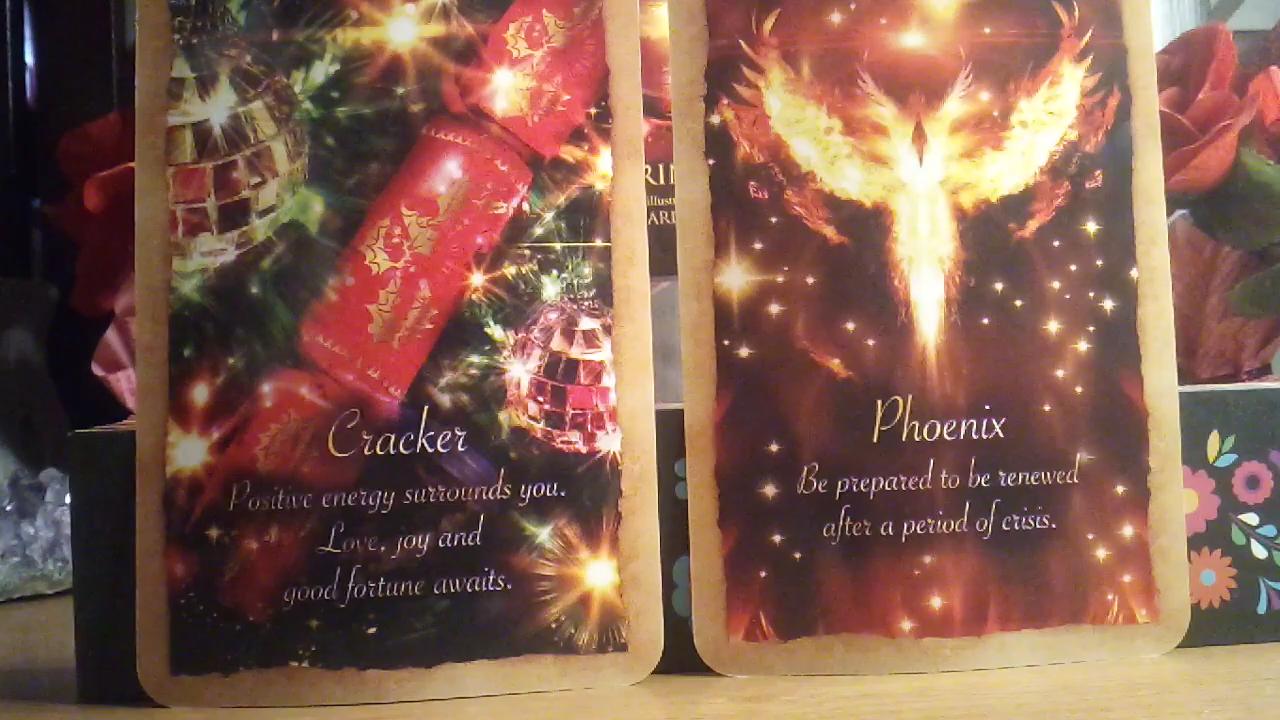 Cracker
Positive energy surrounds you.
Love, joy and
good fortune awaits.
Phoenix
Be prepared to be renewed
after a period of crisis.